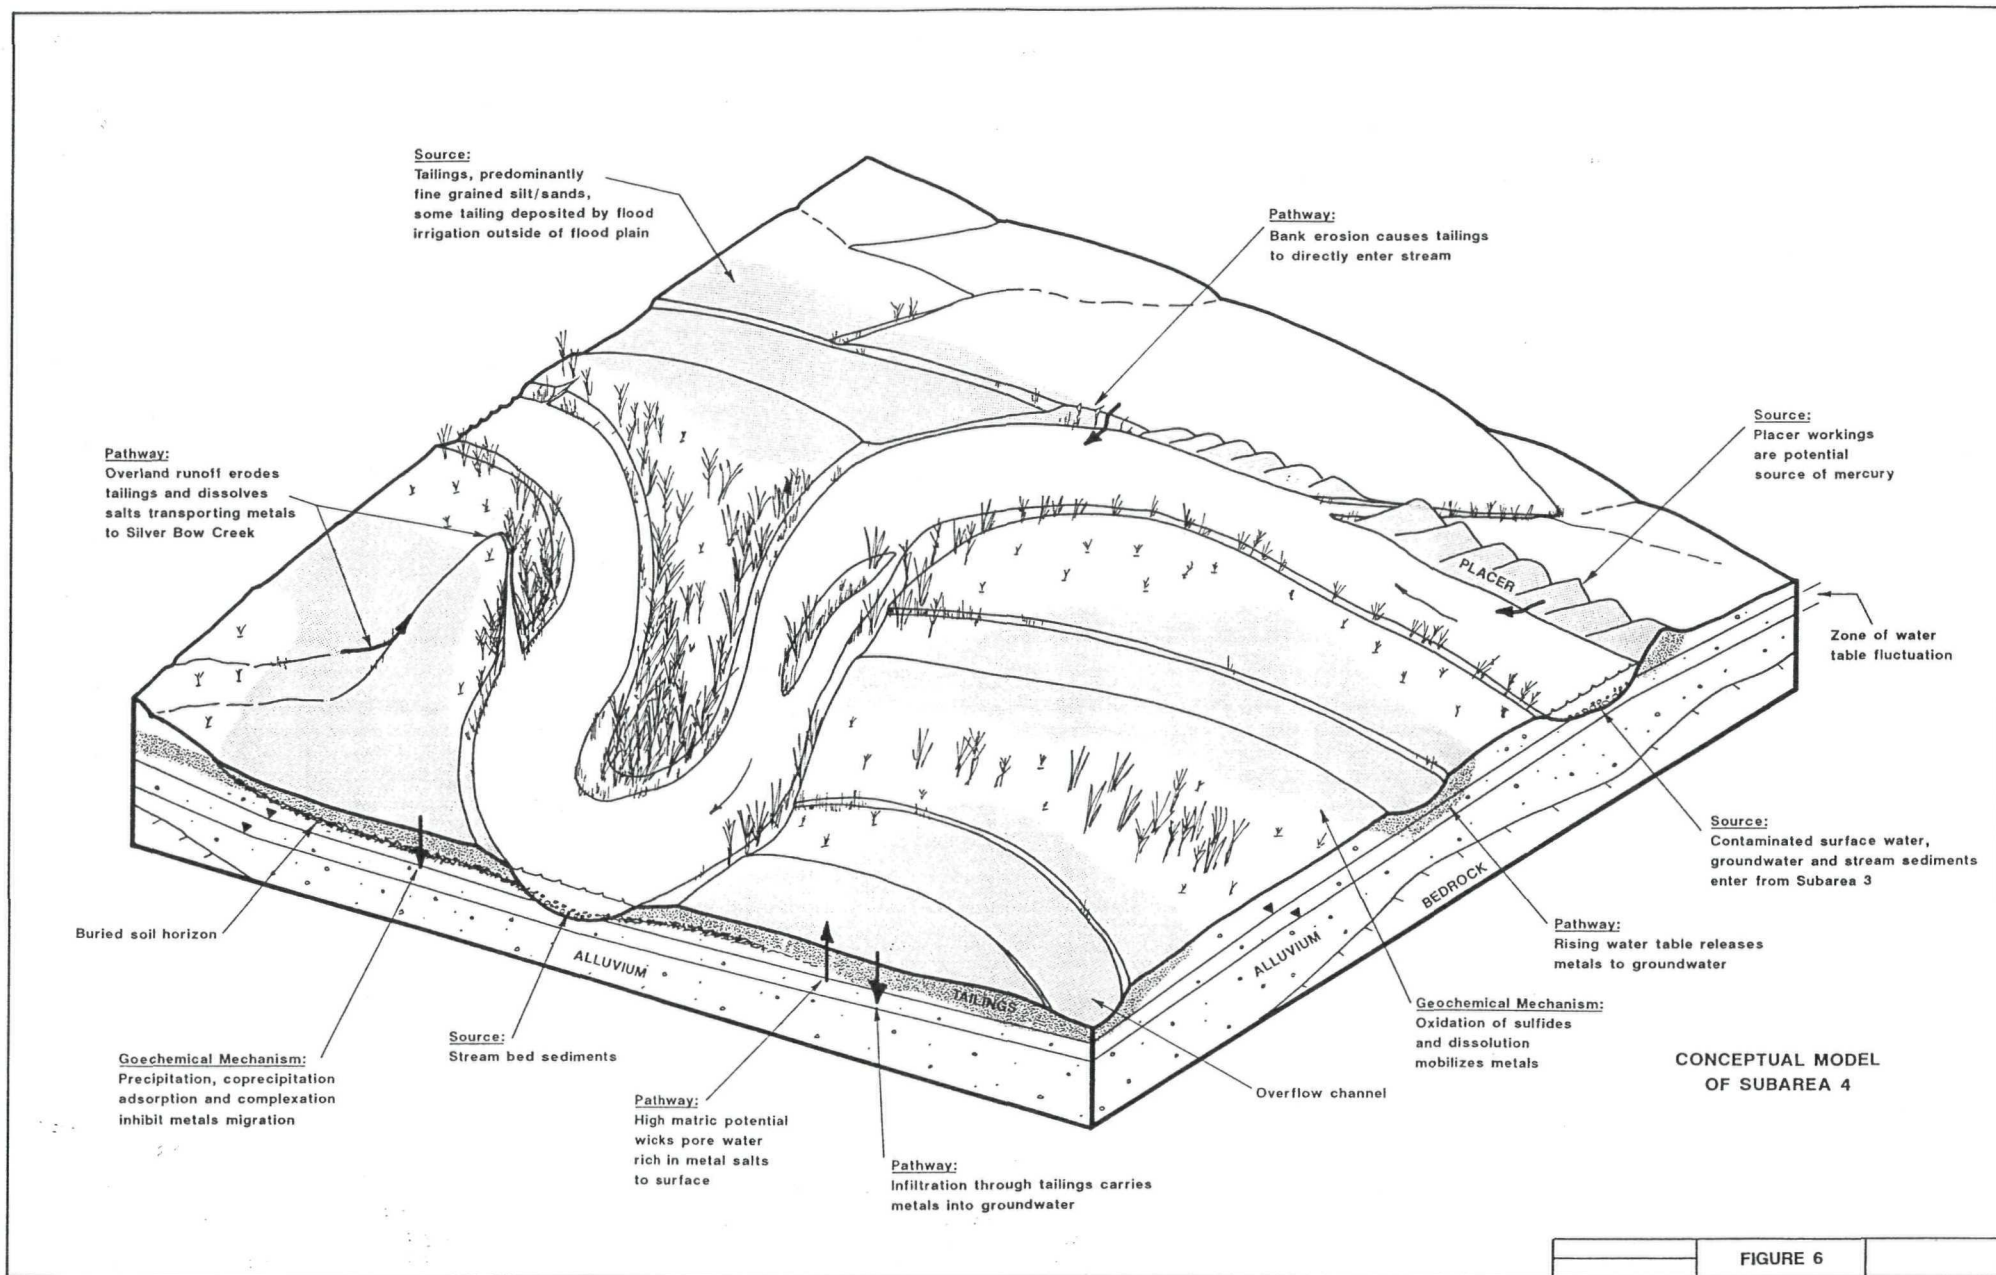 Source:
Tailings, predominantly
fine grained silt/sands,
some tailing deposited by flood
irrigation outside of flood plain
Pathway:
Bank erosion causes tailings
to directly enter stream
Source:
Placer workings
are potential
source of mercury
Pathway:
Overland runoff erodes
tailings and dissolves
salts transporting metals
to Silver Bow Creek
PLACER
Zone of water
table fluctuation
Source:
Contaminated surface water,
groundwater and stream sediments
enter from Subarea 3
BEDROCK
ALLUVIUM
Pathway:
Rising water table releases
metals to groundwater
Buried soil horizon
ALLUVIUM
TAILINGS
Geochemical Mechanism:
Oxidation of sulfides
and dissolution
mobilizes metals
Source:
Stream bed sediments
Goechemical Mechanism:
Precipitation, coprecipitation
adsorption and complexation
inhibit metals migration
Overflow channel
CONCEPTUAL MODEL
OF SUBAREA 4
Pathway:
High matric potential
wicks pore water
rich in metal salts
to surface
Pathway:
Infiltration through tailings carries
metals into groundwater
FIGURE 6